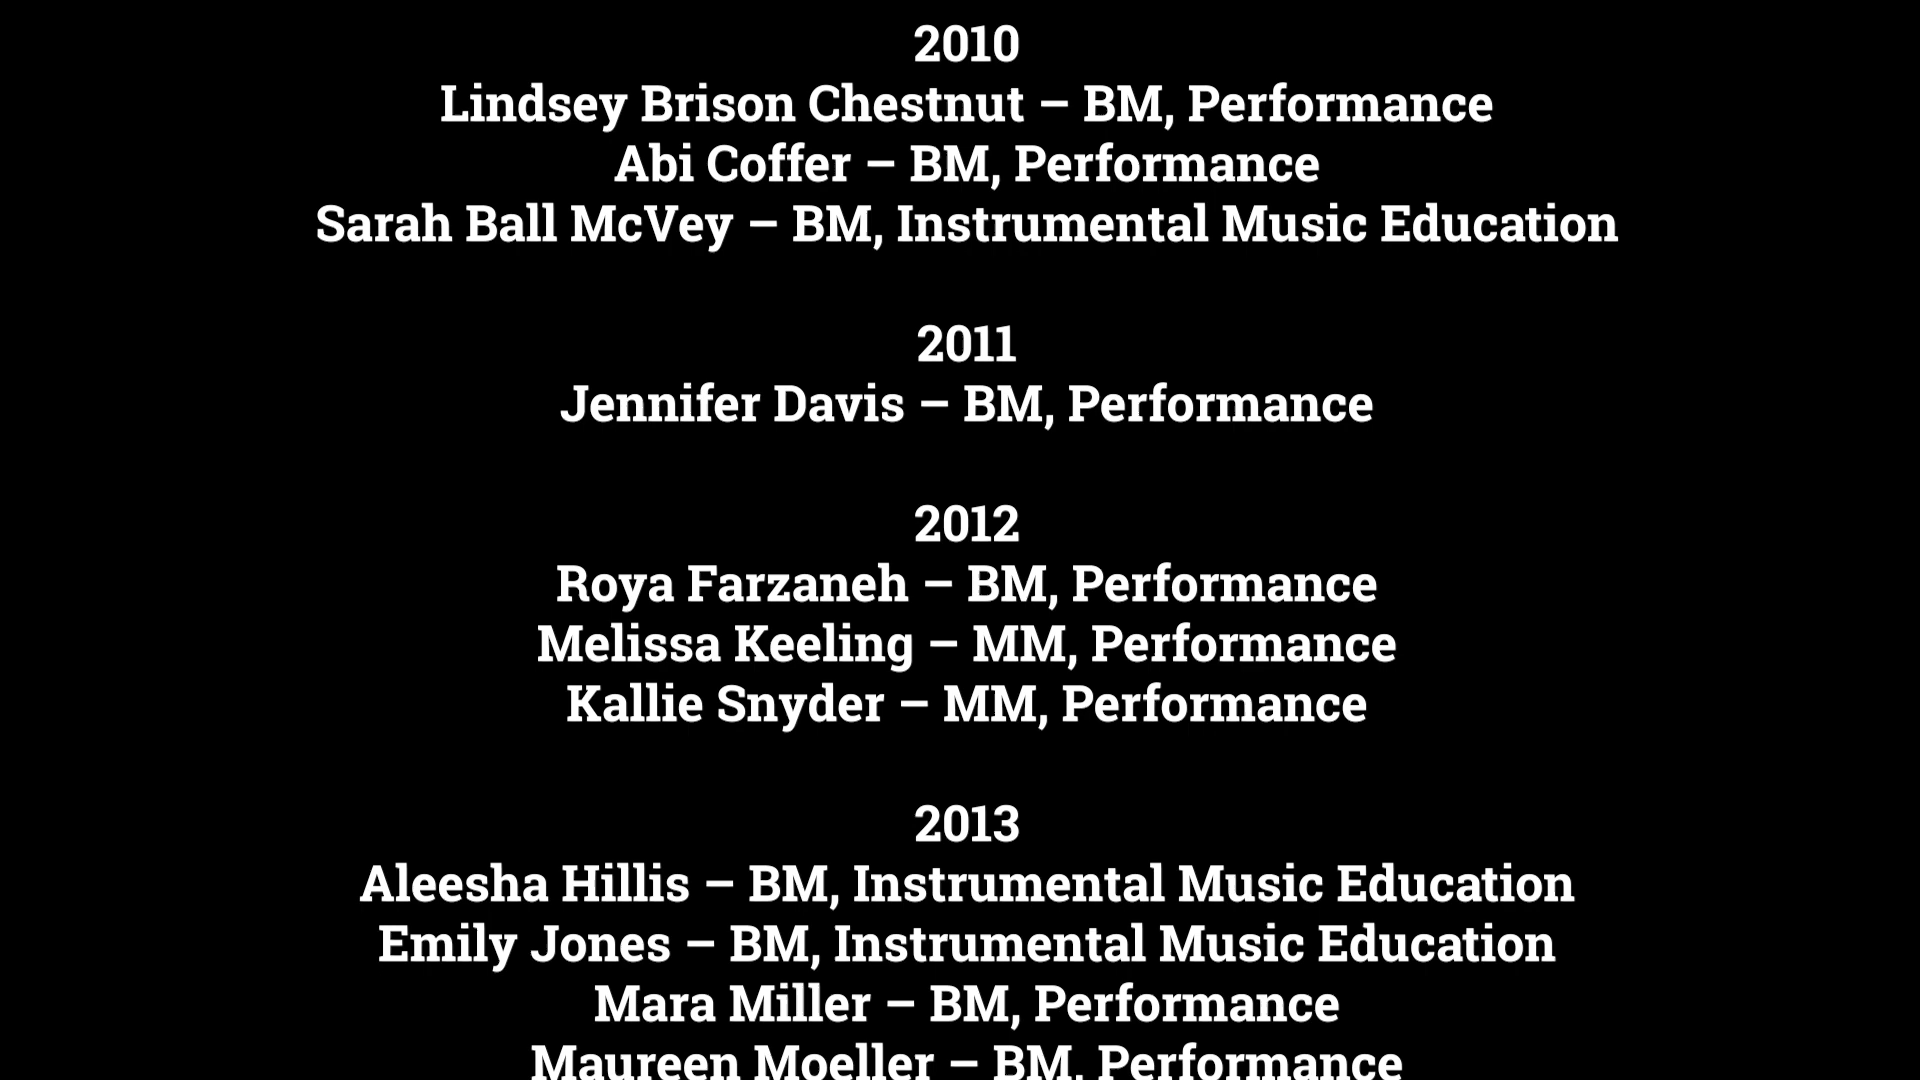 2010
Lindsey Brison Chestnut – BM, Performance
Abi Coffer – BM, Performance
Sarah Ball McVey – BM, Instrumental Music Education
2011
Jennifer Davis – BM, Performance
2012
Roya Farzaneh – BM, Performance
Melissa Keeling – MM, Performance
Kallie Snyder – MM, Performance
2013
Aleesha Hillis – BM, Instrumental Music Education
Emily Jones – BM, Instrumental Music Education
Mara Miller – BM, Performance
Maureen Moeller – BM, Performance